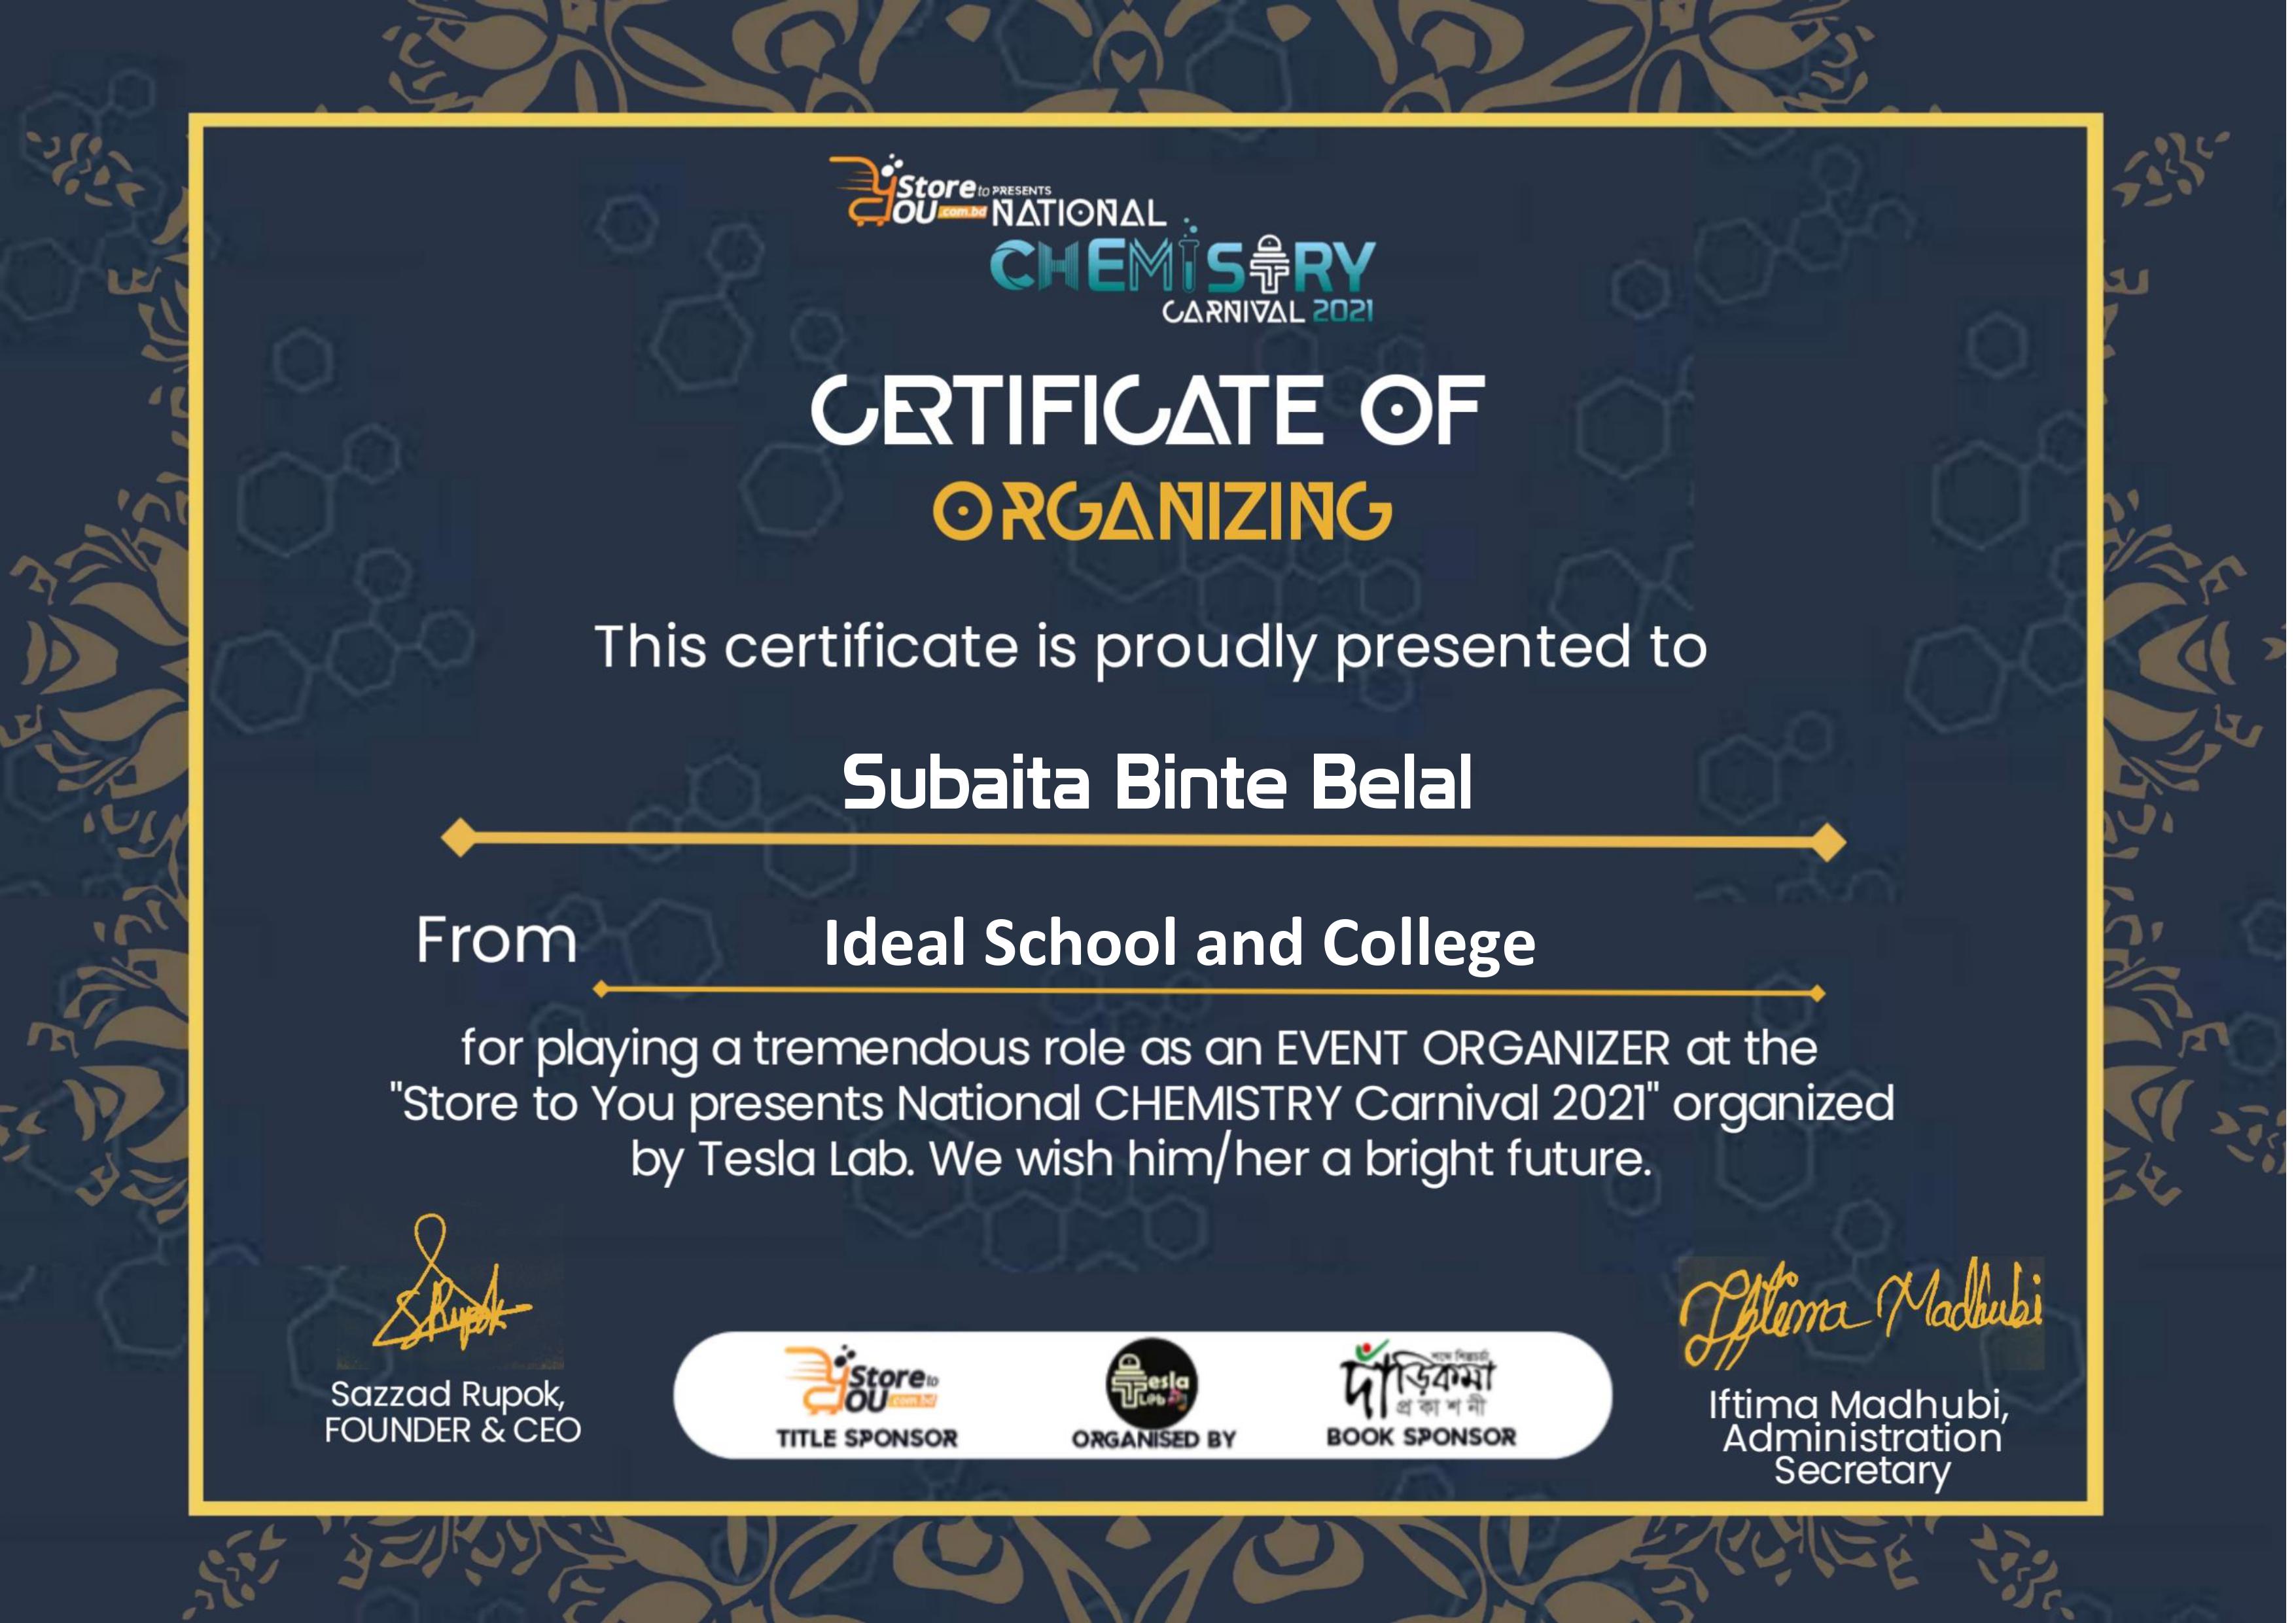 Store to PRESENTS
YOU .com.bd NATIONAL
CHEMISTRY
CARNIVAL 2021
CERTIFICATE OF
ORGANIZING
This certificate is proudly presented to
Subaita Binte Belal
From Ideal School and College
for playing a tremendous role as an EVENT ORGANIZER at the
"Store to You presents National CHEMISTRY Carnival 2021" organized
by Tesla Lab. We wish him/her a bright future.
SRupok
Iftima Madhubi
Sazzad Rupok,
FOUNDER & CEO
Store to
YOU .com.bd
TITLE SPONSOR
Tesla
Lab
ORGANISED BY
দাঁড়িকমা
প্রকাশনী
BOOK SPONSOR
Iftima Madhubi,
Administration
Secretary